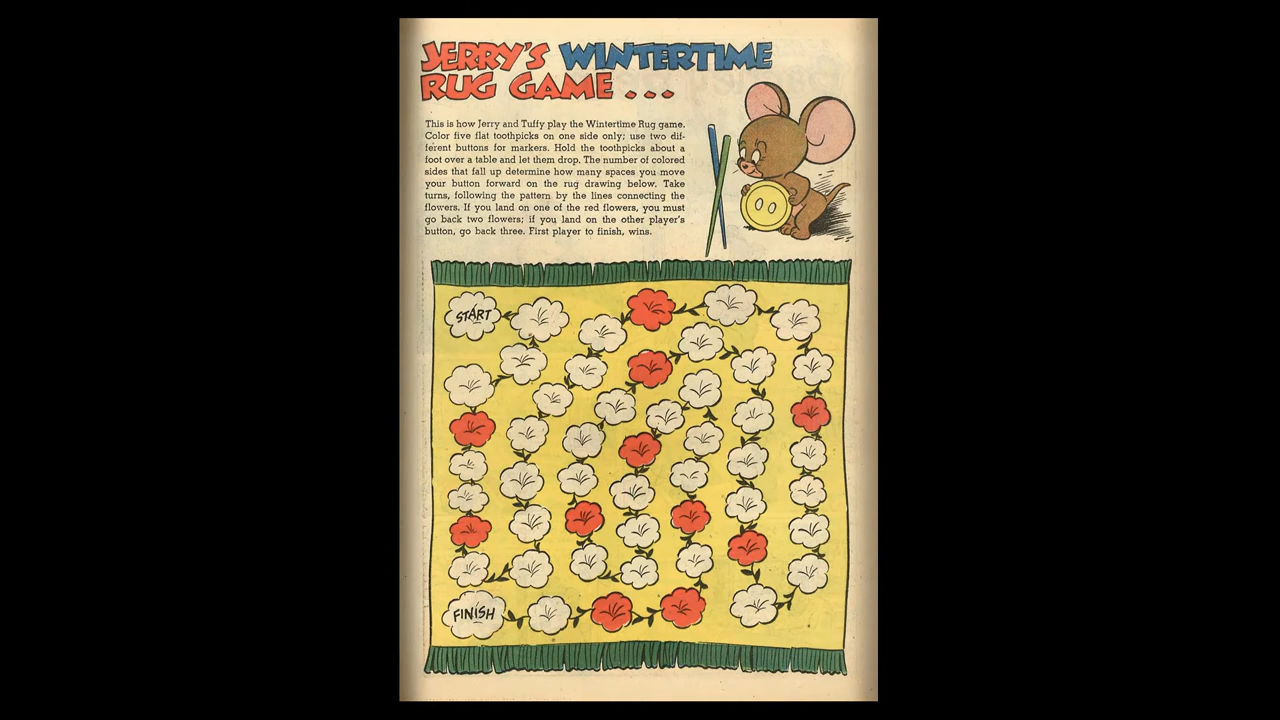 JERRY'S WINTERTIME
RUG GAME...
This is how Jerry and Tuffy play the Wintertime Rug game.
Color five flat toothpicks on one side only; use two dif-
ferent buttons for markers. Hold the toothpicks about a
foot over a table and let them drop. The number of colored
sides that fall up determine how many spaces you move
your button forward on the rug drawing below. Take
turns, following the pattern by the lines connecting the
flowers. If you land on one of the red flowers, you must
go back two flowers; if you land on the other player's
button, go back three. First player to finish, wins.
START
FINISH